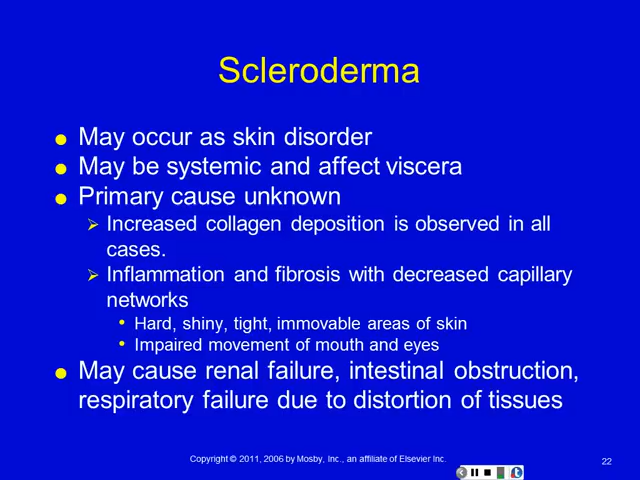 Scleroderma
May occur as skin disorder
May be systemic and affect viscera
Primary cause unknown
Increased collagen deposition is observed in all
cases.
Inflammation and fibrosis with decreased capillary
networks
Hard, shiny, tight, immovable areas of skin
Impaired movement of mouth and eyes
May cause renal failure, intestinal obstruction,
respiratory failure due to distortion of tissues
Copyright © 2011, 2006 by Mosby, Inc., an affiliate of Elsevier Inc.
22